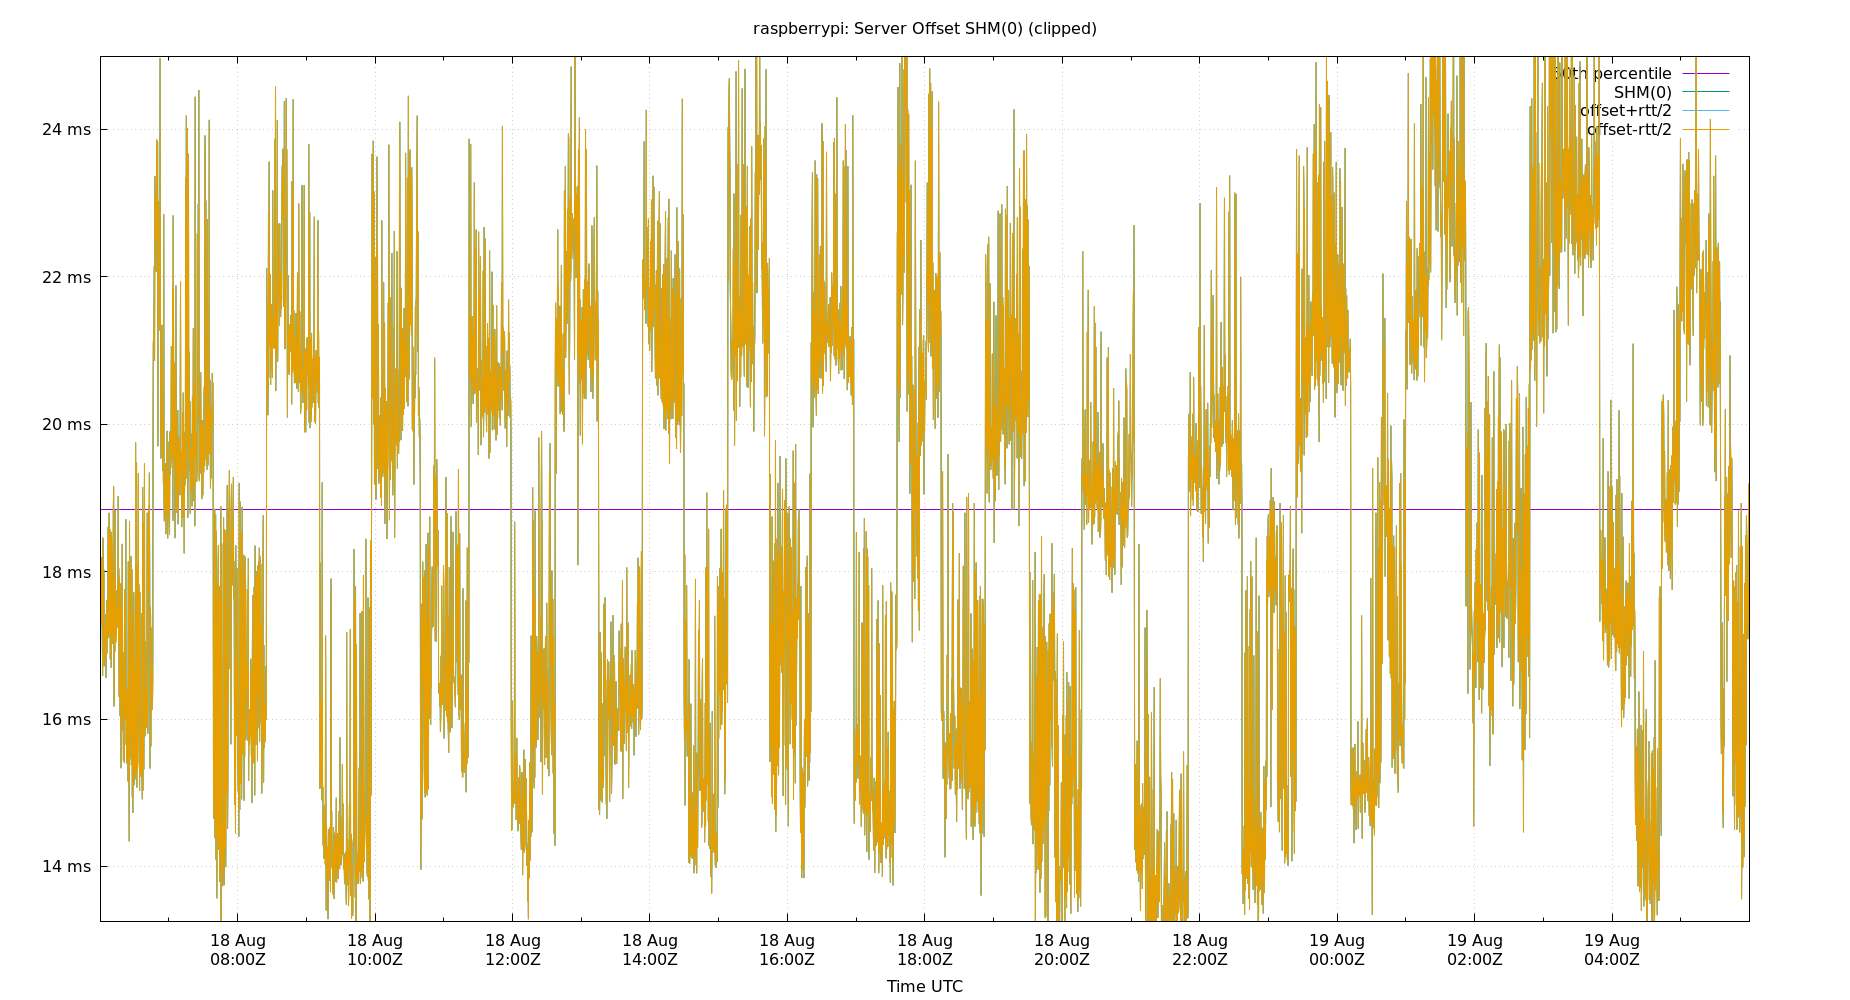 raspberrypi: Server Offset SHM(0) (clipped)
percentile
SHM(0)
offset+rtt/2
offset-rtt/2
24 ms
22 ms
20 ms
18 ms
16 ms
14 ms
18 Aug 18 Aug 18 Aug 18 Aug 18 Aug 18 Aug 18 Aug 18 Aug 19 Aug 19 Aug 19 Aug
08:00Z 10:00Z 12:00Z 14:00Z 16:00Z 18:00Z 20:00Z 22:00Z 00:00Z 02:00Z 04:00Z
Time UTC